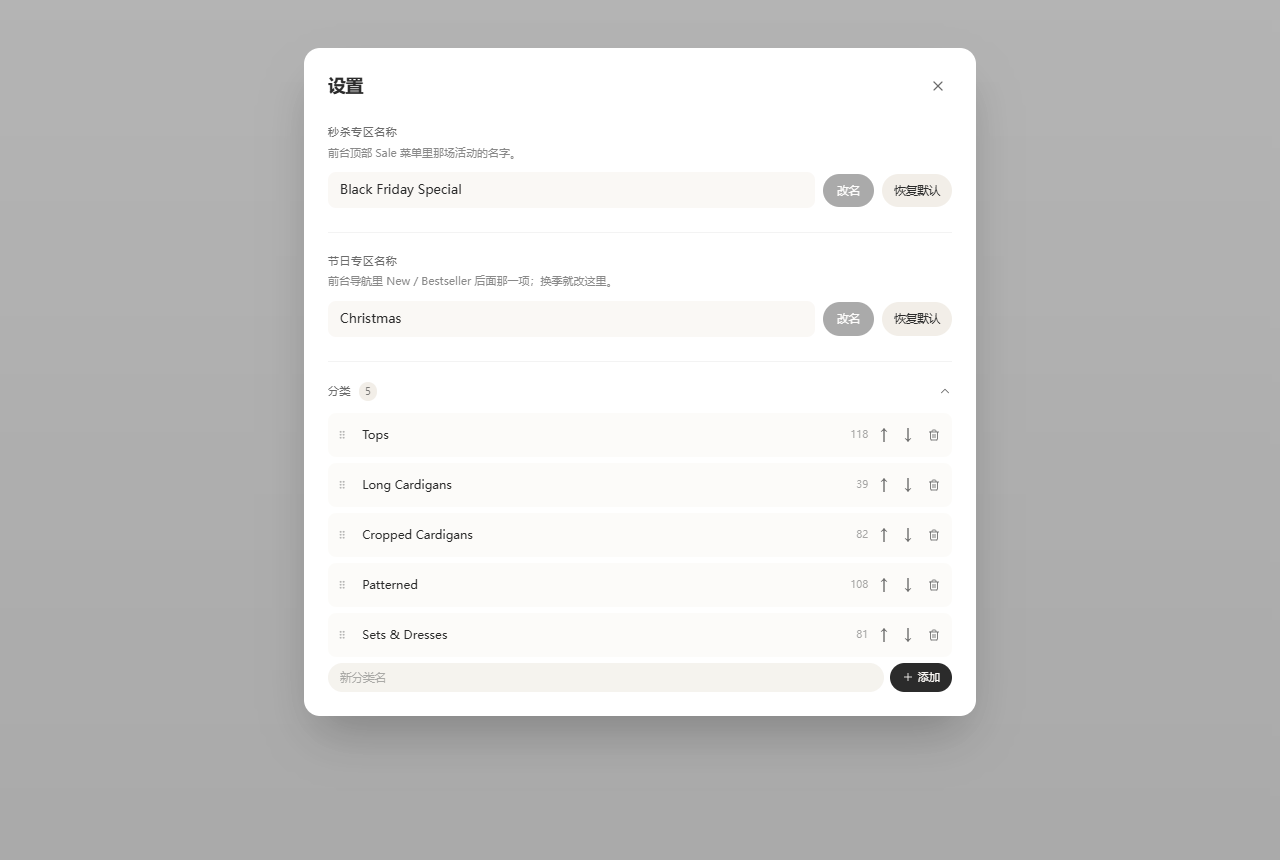 设置
秒杀专区名称
前台顶部 Sale 菜单里那场活动的名字。
Black Friday Special
改名
恢复默认
节日专区名称
前台导航里 New / Bestseller 后面那一项；换季就改这里。
Christmas
改名
恢复默认
分类 5
Tops 118
Long Cardigans 39
Cropped Cardigans 82
Patterned 108
Sets & Dresses 81
新分类名
添加